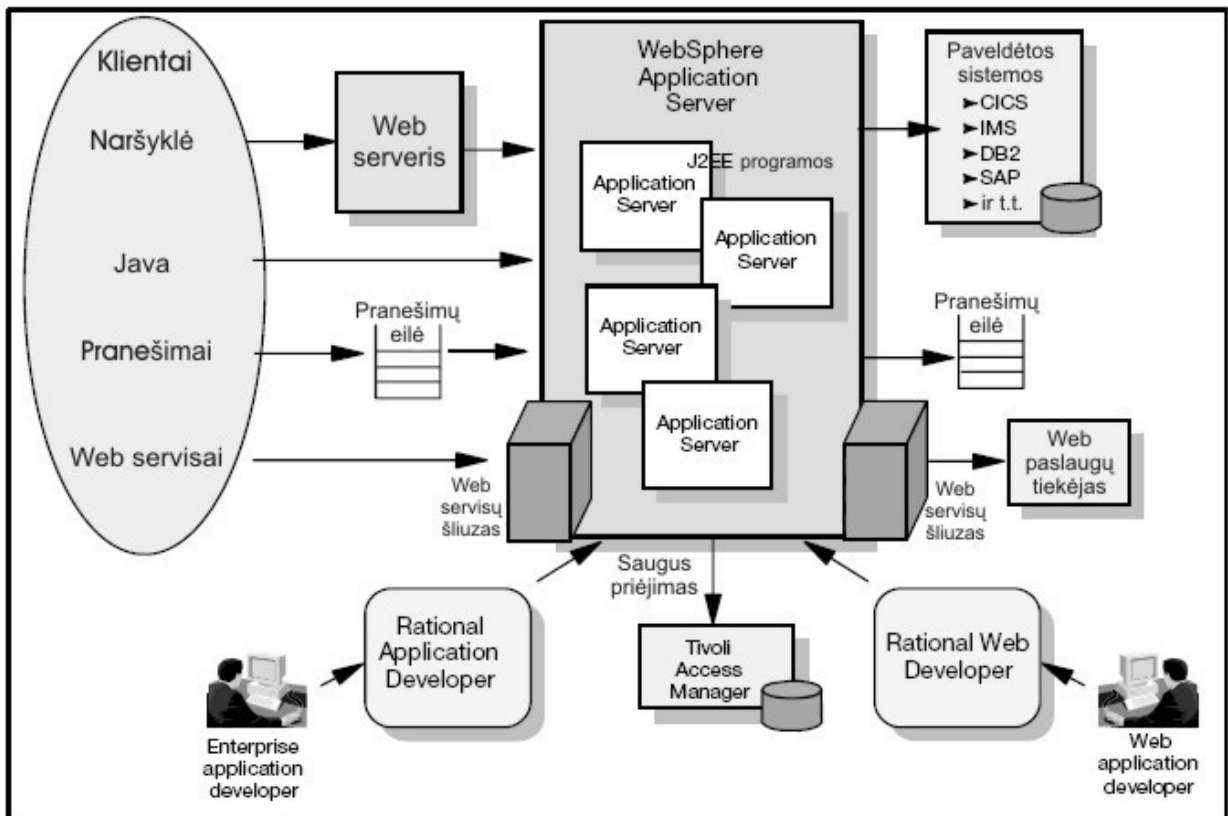 Klientai
Naršyklė
Java
Pranešimai
Web servisai
Web
serveris
Pranešimų
eilė
WebSphere
Application
Server
J2EE programos
Application
Server
Application
Server
Application
Server
Application
Server
Web
servisų
šliuzas
Paveldėtos
sistemos
➤CICS
➤IMS
➤DB2
➤SAP
➤ir t.t.
Pranešimų
eilė
Web
servisų
šliuzas
Web
paslaugų
tiekėjas
Saugus
priėjimas
Rational
Application
Developer
Tivoli
Access
Manager
Rational Web
Developer
Enterprise
application
developer
Web
application
developer